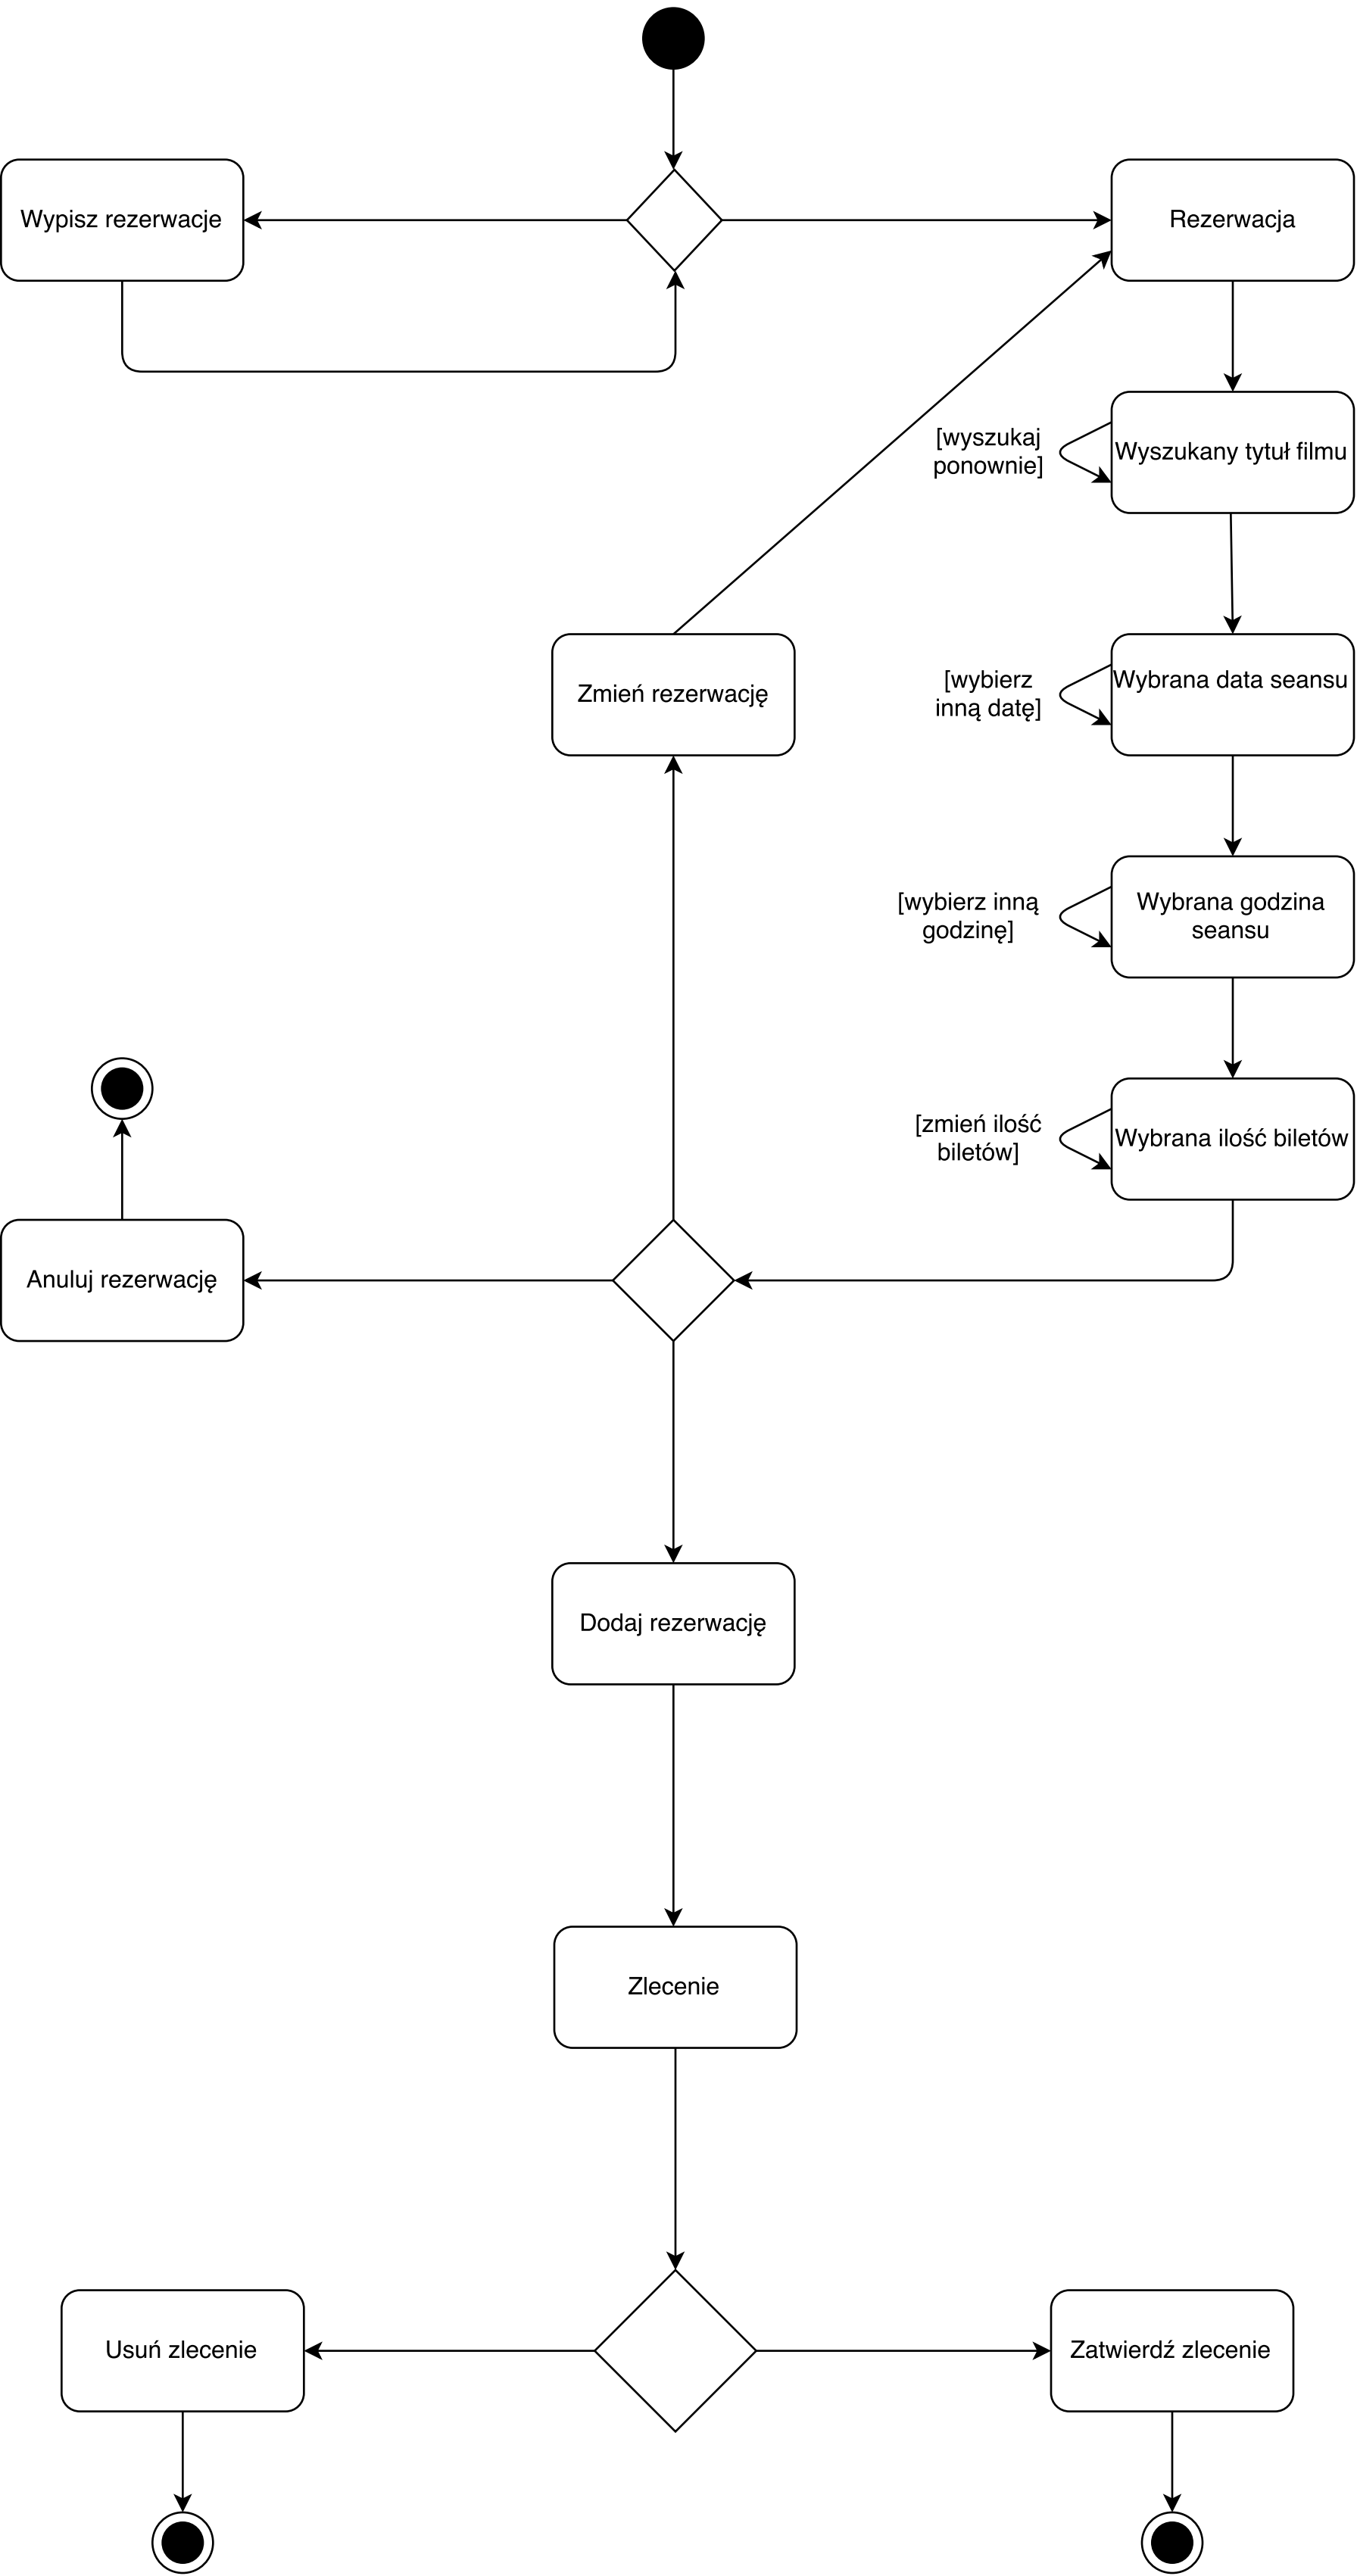 Wypisz rezerwacje
Rezerwacja
[wyszukaj
ponownie]
Wyszukany tytuł filmu
Zmień rezerwację
[wybierz
inną datę]
Wybrana data seansu
[wybierz inną
godzinę]
Wybrana godzina
seansu
[zmień ilość
biletów]
Wybrana ilość biletów
Anuluj rezerwację
Dodaj rezerwację
Zlecenie
Usuń zlecenie
Zatwierdź zlecenie